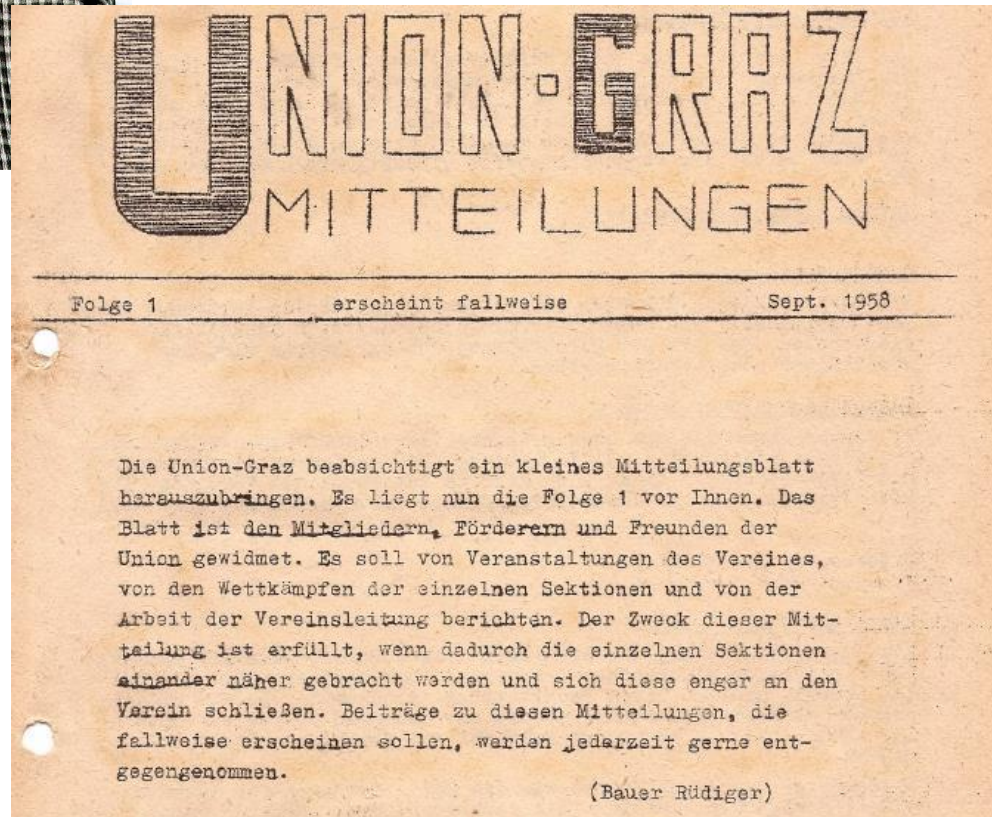 UNION-GRAZ
MITTEILUNGEN
Folge 1 erscheint fallweise Sept. 1958
Die Union-Graz beabsichtigt ein kleines Mitteilungsblatt
herauszubringen. Es liegt nun die Folge 1 vor Ihnen. Das
Blatt ist den Mitgliedern, Förderern und Freunden der
Union gewidmet. Es soll von Veranstaltungen des Vereines,
von den Wettkämpfen der einzelnen Sektionen und von der
Arbeit der Vereinsleitung berichten. Der Zweck dieser Mit-
teilung ist erfüllt, wenn dadurch die einzelnen Sektionen
einander näher gebracht werden und sich diese enger an den
Verein schließen. Beiträge zu diesen Mitteilungen, die
fallweise erscheinen sollen, werden jederzeit gerne ent-
gegengenommen.
(Bauer Rüdiger)